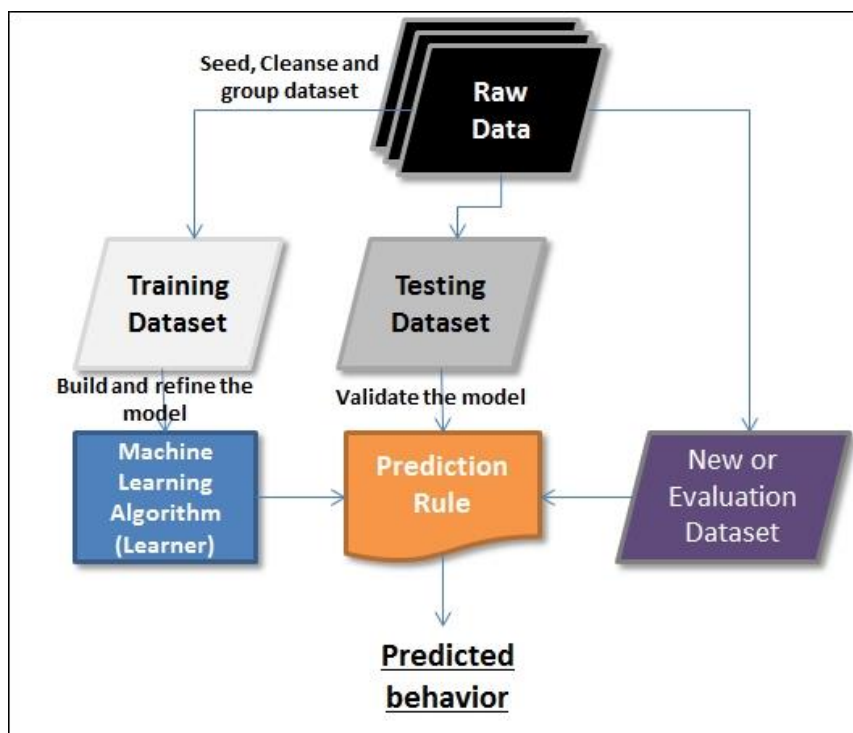 Seed, Cleanse and
group dataset
Raw
Data
Training
Dataset
Testing
Dataset
Build and refine the
model
Validate the model
Machine
Learning
Algorithm
(Learner)
Prediction
Rule
New or
Evaluation
Dataset
Predicted
behavior